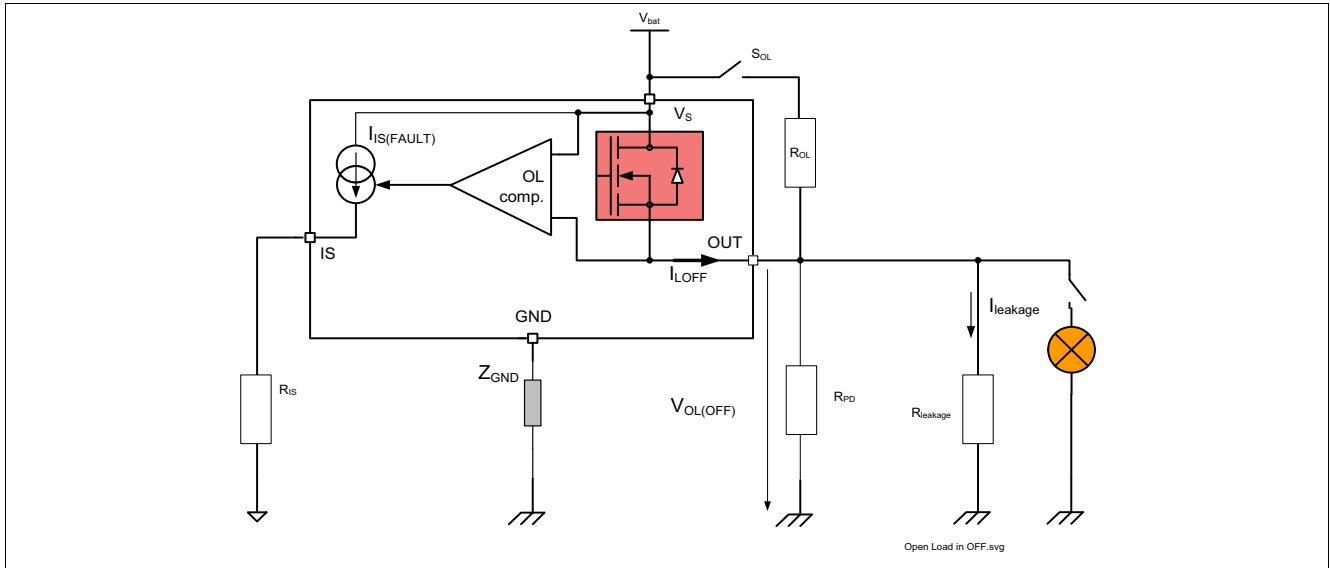 Vbat
SOL
VS
IIS(FAULT)
ROL
OL
comp.
IS
OUT
ILOFF
GND
Ileakage
ZGND
RIS
VOL(OFF)
RPD
Rleakage
Open Load in OFF.svg